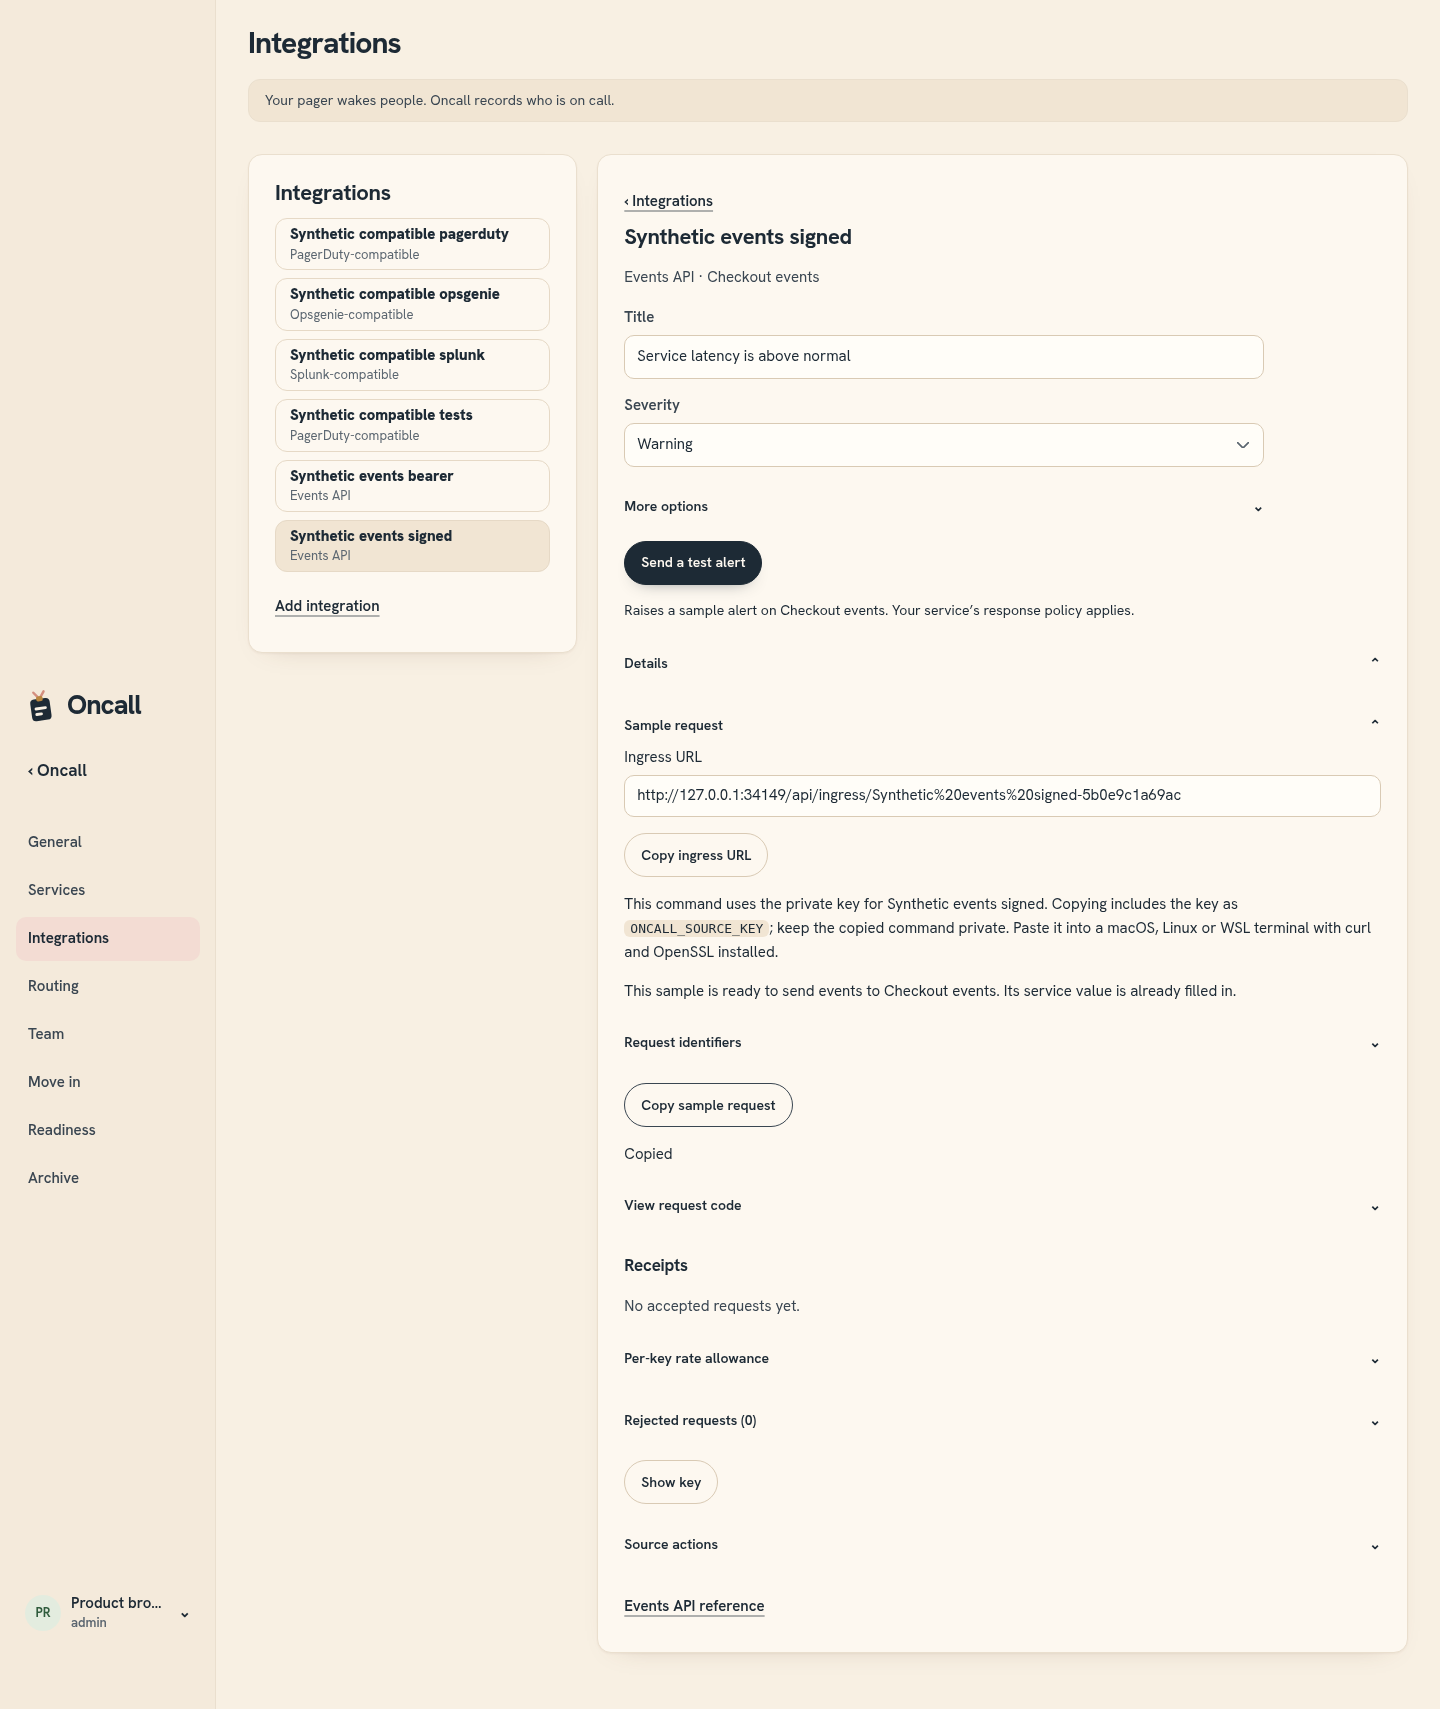 Integrations
Your pager wakes people. Oncall records who is on call.
Integrations
Synthetic compatible pagerduty
PagerDuty-compatible
Synthetic compatible opsgenie
Opsgenie-compatible
Synthetic compatible splunk
Splunk-compatible
Synthetic compatible tests
PagerDuty-compatible
Synthetic events bearer
Events API
Synthetic events signed
Events API
Add integration
‹ Integrations
Synthetic events signed
Events API · Checkout events
Title
Service latency is above normal
Severity
Warning
More options
Send a test alert
Raises a sample alert on Checkout events. Your service’s response policy applies.
Details
Sample request
Ingress URL
http://127.0.0.1:34149/api/ingress/Synthetic%20events%20signed-5b0e9c1a69ac
Copy ingress URL
This command uses the private key for Synthetic events signed. Copying includes the key as
ONCALL_SOURCE_KEY; keep the copied command private. Paste it into a macOS, Linux or WSL terminal with curl
and OpenSSL installed.
This sample is ready to send events to Checkout events. Its service value is already filled in.
Request identifiers
Copy sample request
Copied
View request code
Receipts
No accepted requests yet.
Per-key rate allowance
Rejected requests (0)
Show key
Source actions
Events API reference
Oncall
‹ Oncall
General
Services
Integrations
Routing
Team
Move in
Readiness
Archive
PR
Product bro...
admin